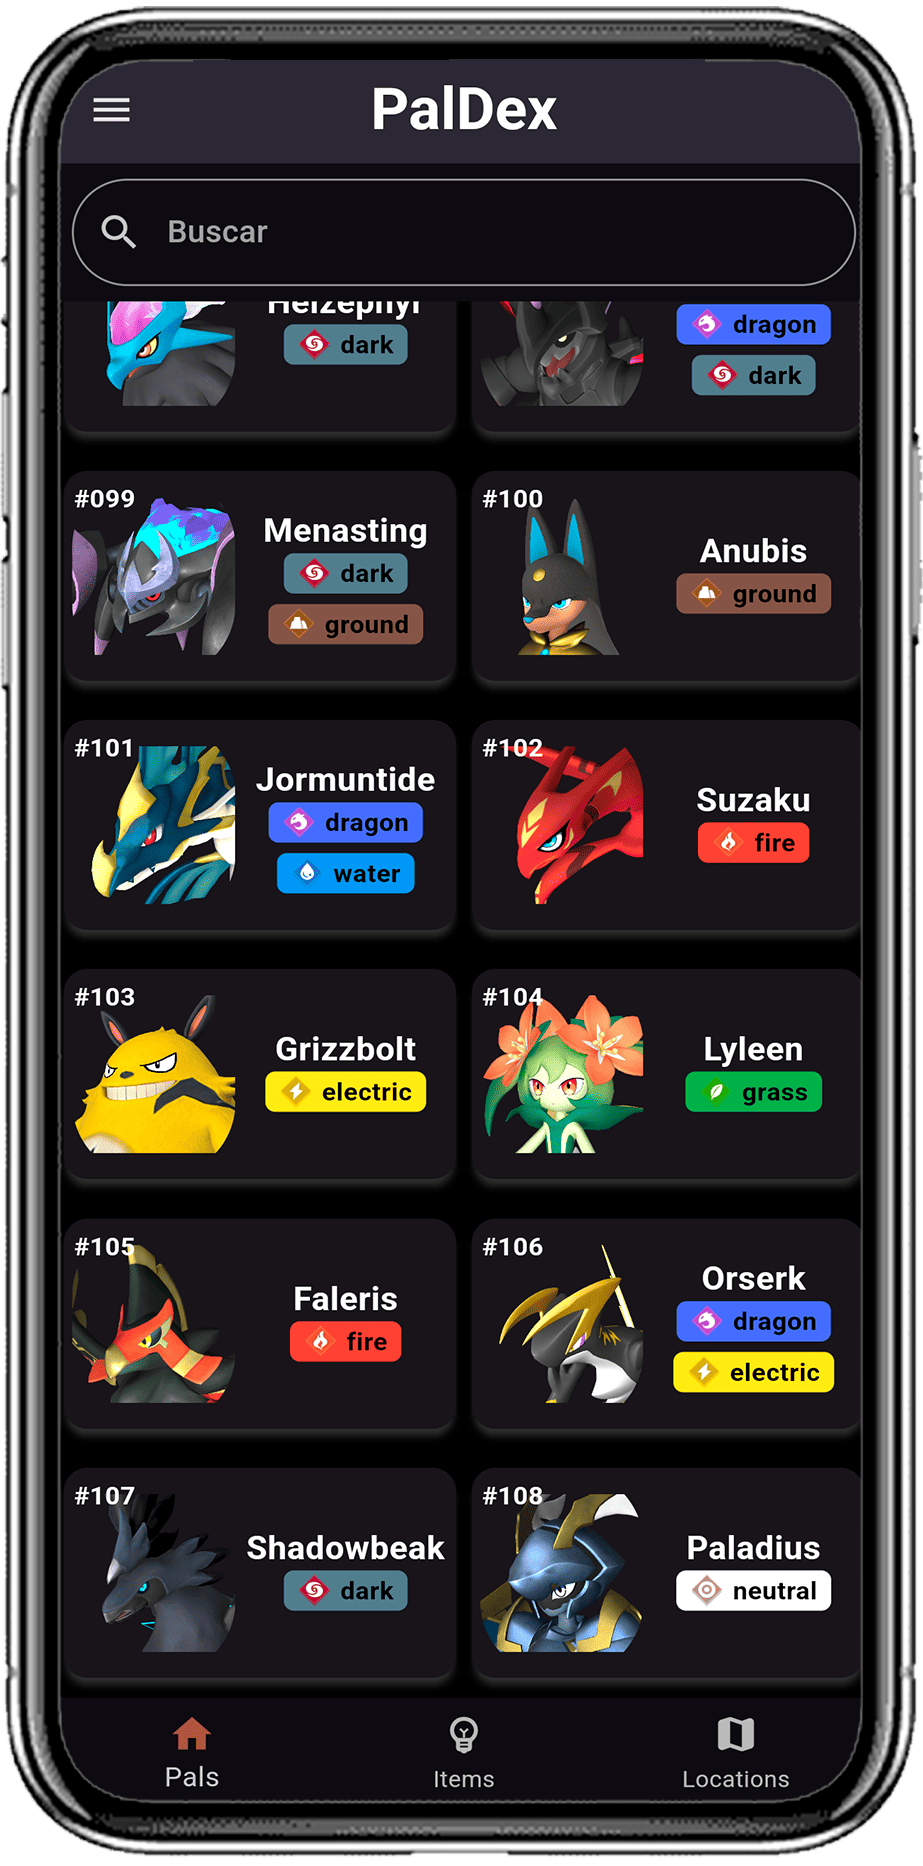 PalDex
Buscar
Helzephyr
dark
dragon
dark
#099
Menasting
dark
ground
#100
Anubis
ground
#101
Jormuntide
dragon
water
#102
Suzaku
fire
#103
Grizzbolt
electric
#104
Lyleen
grass
#105
Faleris
fire
#106
Orserk
dragon
electric
#107
Shadowbeak
dark
#108
Paladius
neutral
Pals
Items
Locations